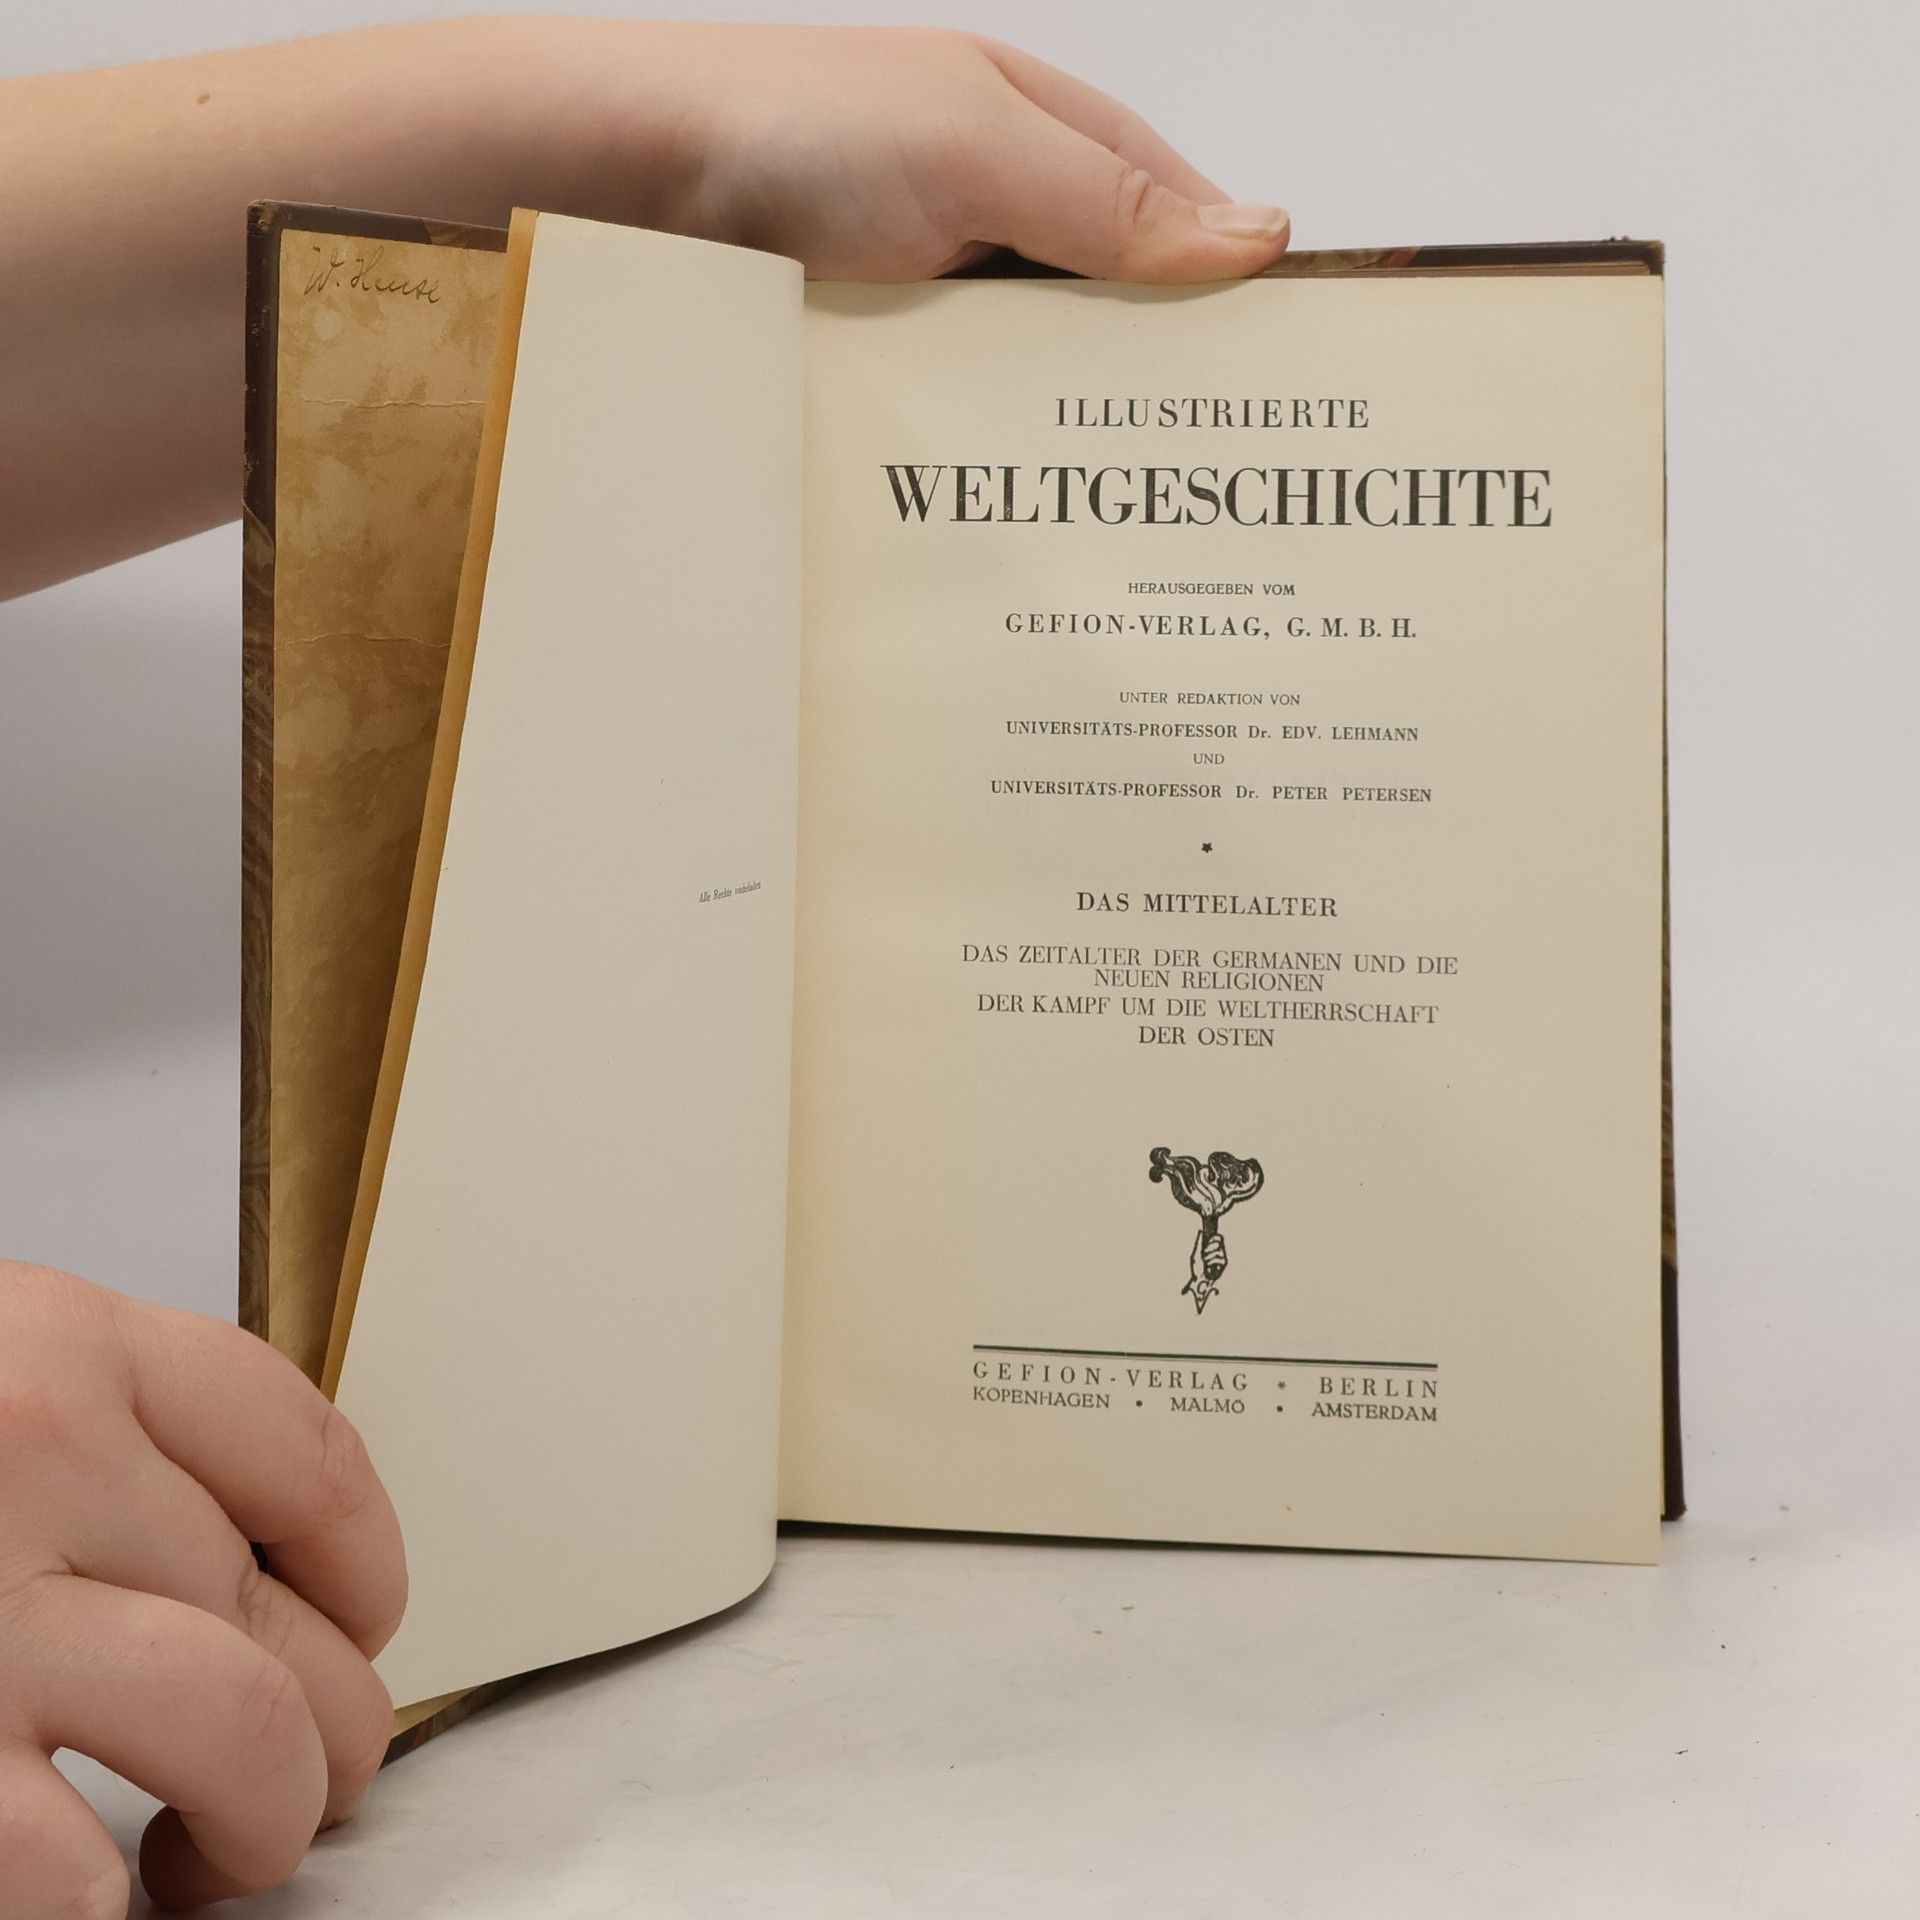 W. Hense
Alle Rechte vorbehalten
ILLUSTRIERTE
WELTGESCHICHTE
HERAUSGEGEBEN VOM
GEFION-VERLAG, G. M. B. H.
UNTER REDAKTION VON
UNIVERSITÄTS-PROFESSOR Dr. EDV. LEHMANN
UND
UNIVERSITÄTS-PROFESSOR Dr. PETER PETERSEN
*
DAS MITTELALTER
DAS ZEITALTER DER GERMANEN UND DIE
NEUEN RELIGIONEN
DER KAMPF UM DIE WELTHERRSCHAFT
DER OSTEN
G
GEFION-VERLAG * BERLIN
KOPENHAGEN • MALMÖ • AMSTERDAM